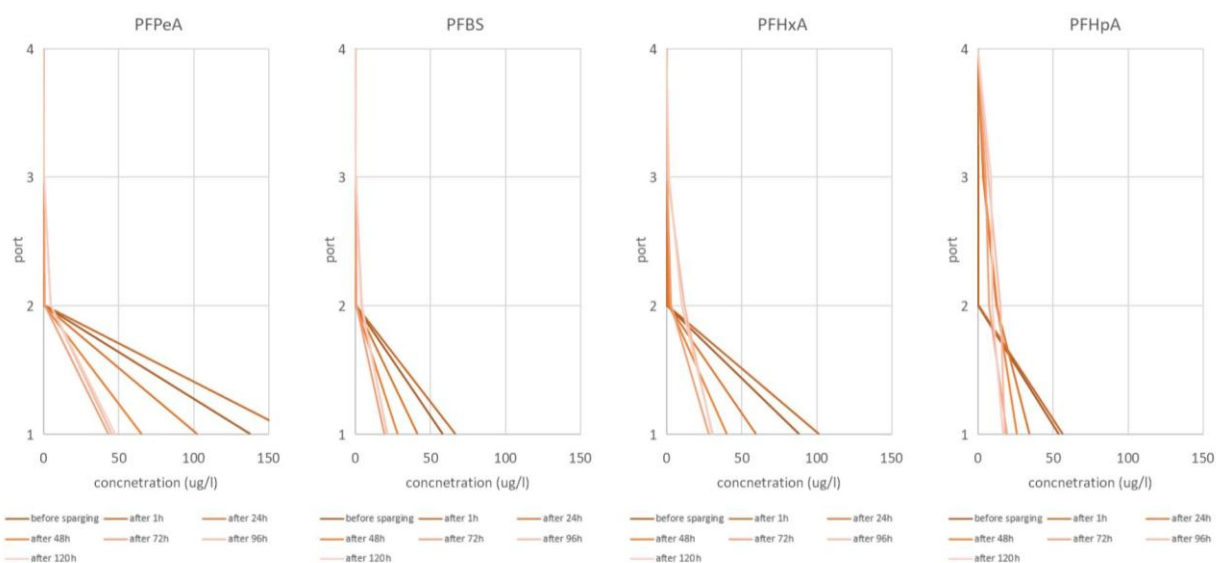 PFPeA
4
3
port
2
1
0 50 100 150
concnetration (ug/l)
before sparging after 1h after 24h
after 48h after 72h after 96h
after 120h
PFBS
4
3
port
2
1
0 50 100 150
concnetration (ug/l)
before sparging after 1h after 24h
after 48h after 72h after 96h
after 120h
PFHxA
4
3
port
2
1
0 50 100 150
concnetration (ug/l)
before sparging after 1h after 24h
after 48h after 72h after 96h
after 120h
PFHpA
4
3
port
2
1
0 50 100 150
concnetration (ug/l)
before sparging after 1h after 24h
after 48h after 72h after 96h
after 120h